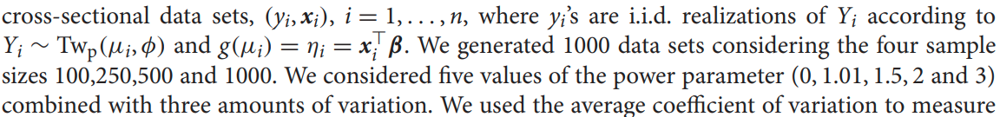 cross-sectional data sets, (yᵢ, 𝒙ᵢ), i = 1, . . . , n, where yᵢ’s are i.i.d. realizations of Yᵢ according to
Yᵢ ∼ Twₚ(μᵢ, ϕ) and g(μᵢ) = ηᵢ = 𝒙ᵢ⊤ 𝜷. We generated 1000 data sets considering the four sample
sizes 100,250,500 and 1000. We considered five values of the power parameter (0, 1.01, 1.5, 2 and 3)
combined with three amounts of variation. We used the average coefficient of variation to measure